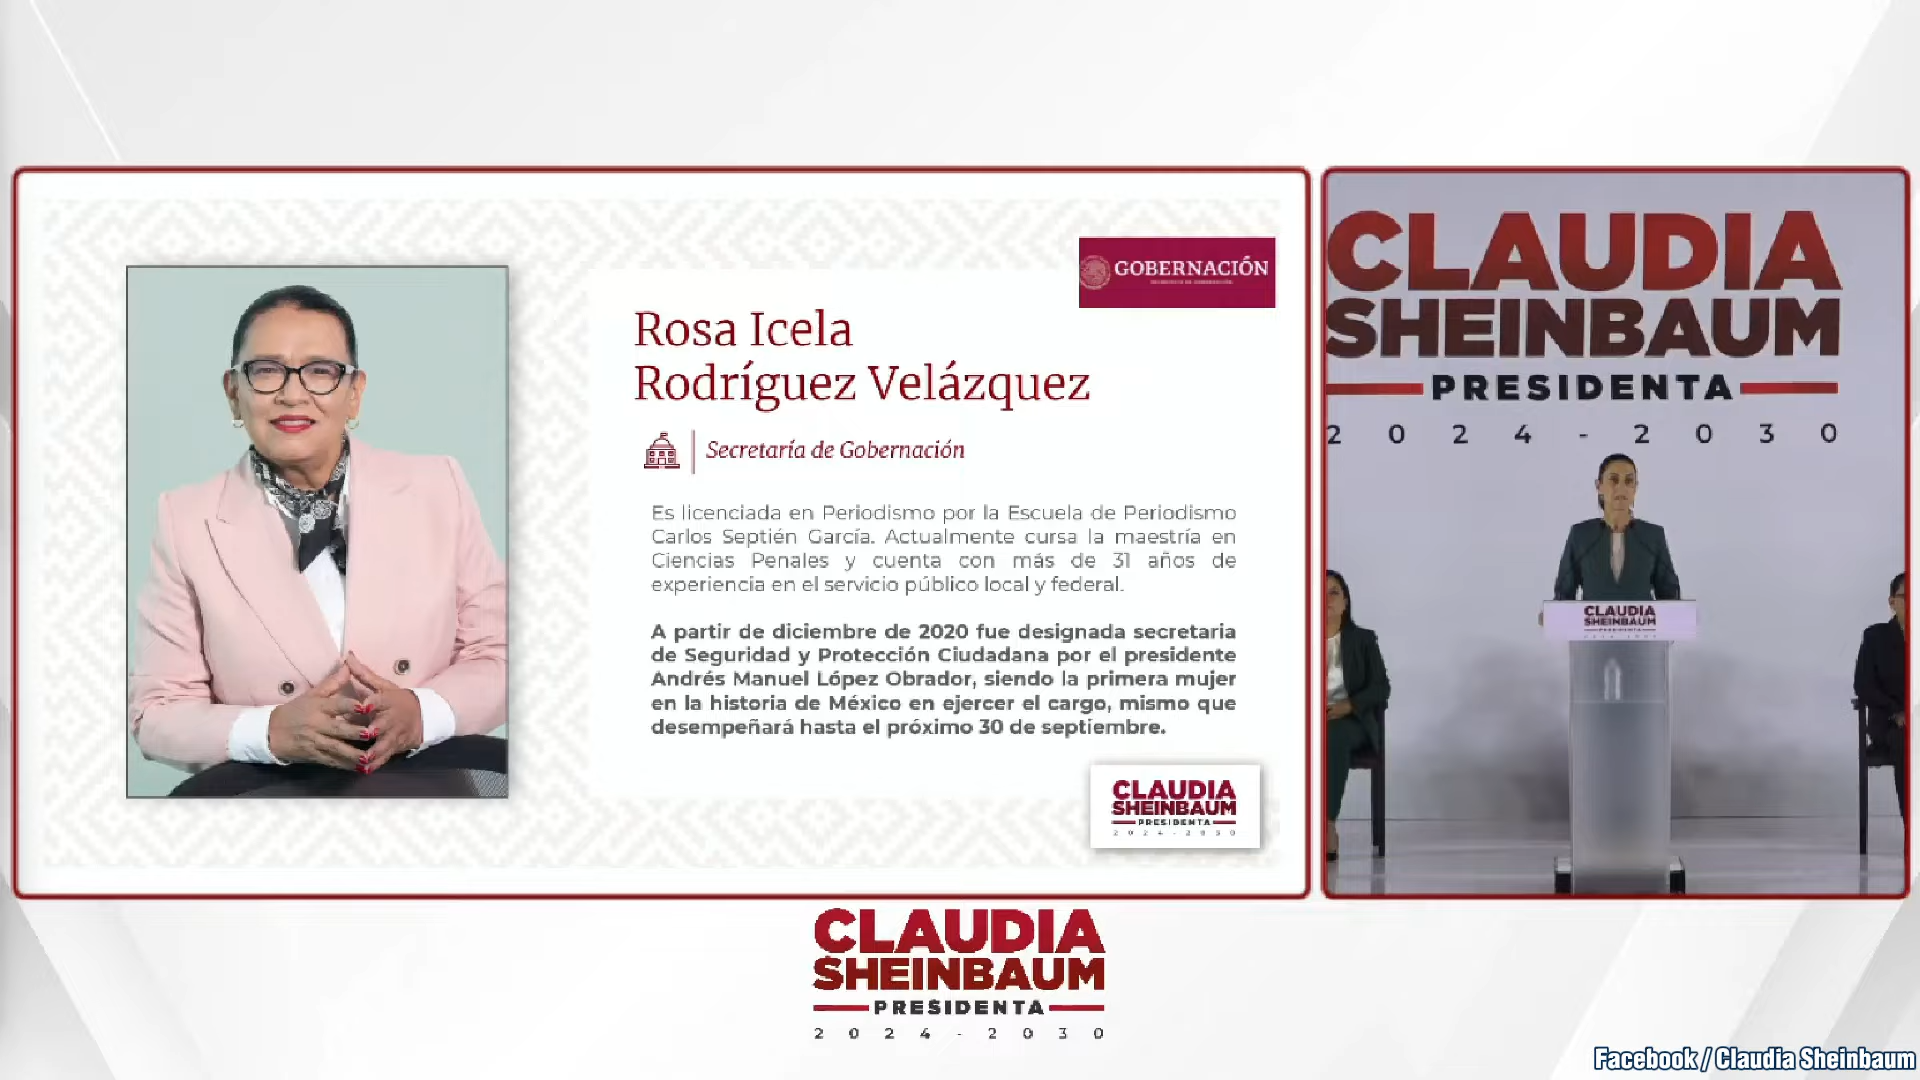 GOBERNACIÓN
Rosa Icela
Rodríguez Velázquez
Secretaría de Gobernación
Es licenciada en Periodismo por la Escuela de Periodismo
Carlos Septién García. Actualmente cursa la maestría en
Ciencias Penales y cuenta con más de 31 años de
experiencia en el servicio público local y federal.
A partir de diciembre de 2020 fue designada secretaria
de Seguridad y Protección Ciudadana por el presidente
Andrés Manuel López Obrador, siendo la primera mujer
en la historia de México en ejercer el cargo, mismo que
desempeñará hasta el próximo 30 de septiembre.
CLAUDIA
SHEINBAUM
PRESIDENTA
2024-2030
CLAUDIA
SHEINBAUM
PRESIDENTA
2024-2030
CLAUDIA
SHEINBAUM
CLAUDIA
SHEINBAUM
PRESIDENTA
2024-2030
Facebook / Claudia Sheinbaum